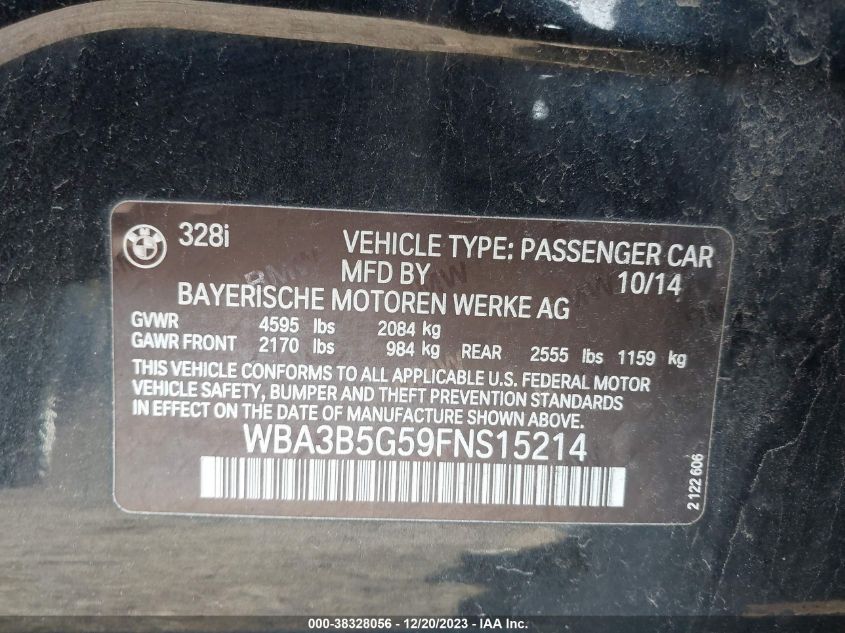 328i VEHICLE TYPE: PASSENGER CAR
MFD BY 10/14
BAYERISCHE MOTOREN WERKE AG
GVWR 4595 lbs 2084 kg
GAWR FRONT 2170 lbs 984 kg REAR 2555 lbs 1159 kg
THIS VEHICLE CONFORMS TO ALL APPLICABLE U.S. FEDERAL MOTOR
VEHICLE SAFETY, BUMPER AND THEFT PREVENTION STANDARDS
IN EFFECT ON THE DATE OF MANUFACTURE SHOWN ABOVE.
WBA3B5G59FNS15214
2 122 606
000-38328056 - 12/20/2023 - IAA Inc.